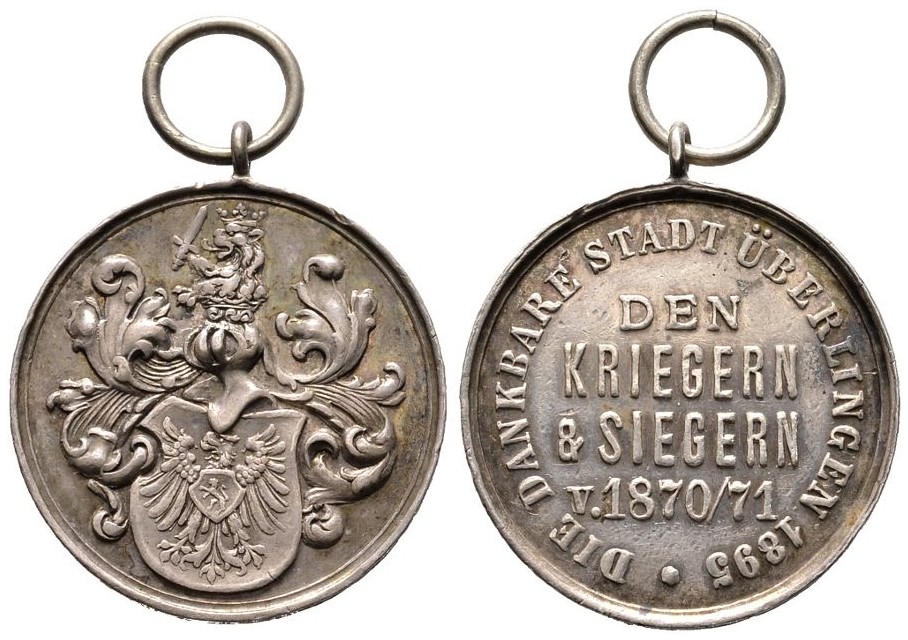 DIE DANKBARE STADT ÜBERLINGEN 1895 •
DEN
KRIEGERN
& SIEGERN
v. 1870/71